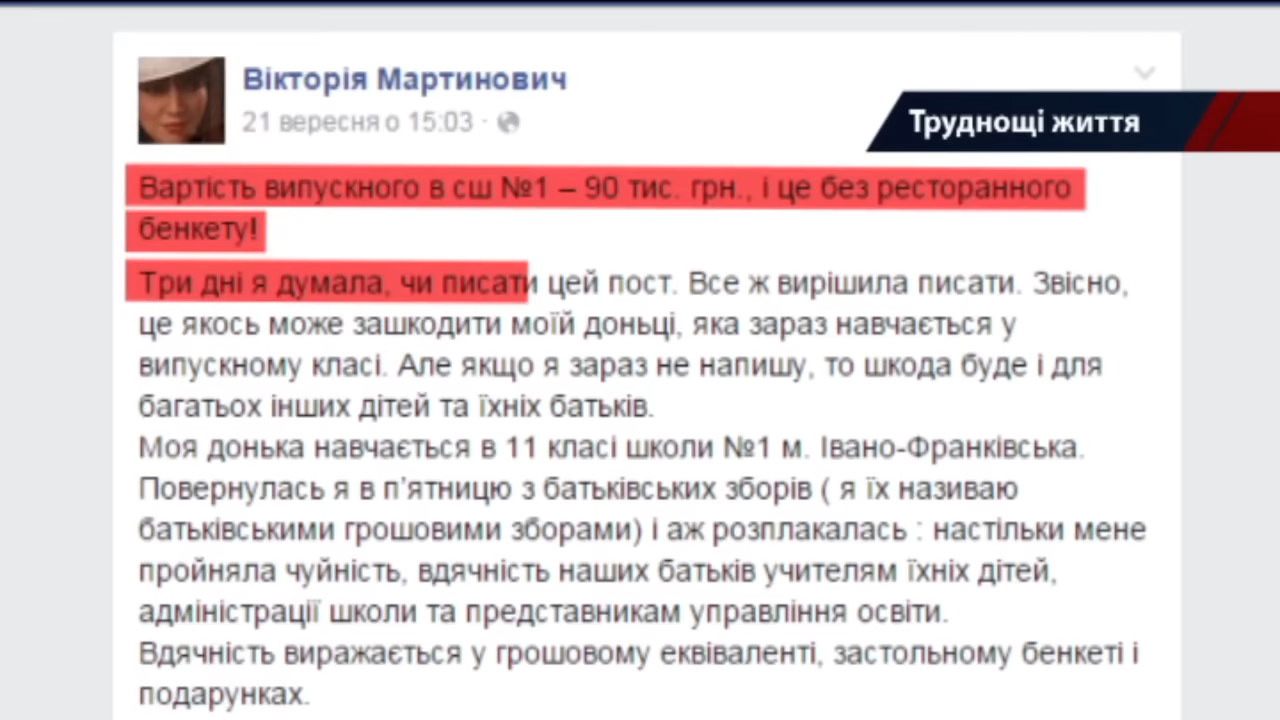 Вікторія Мартинович
21 вересня о 15:03 ·
Труднощі життя
Вартість випускного в сш №1 – 90 тис. грн., і це без ресторанного
бенкету!
Три дні я думала, чи писати цей пост. Все ж вирішила писати. Звісно,
це якось може зашкодити моїй доньці, яка зараз навчається у
випускному класі. Але якщо я зараз не напишу, то шкода буде і для
багатьох інших дітей та їхніх батьків.
Моя донька навчається в 11 класі школи №1 м. Івано-Франківська.
Повернулась я в п'ятницю з батьківських зборів ( я їх називаю
батьківськими грошовими зборами) і аж розплакалась : настільки мене
пройняла чуйність, вдячність наших батьків учителям їхніх дітей,
адміністрації школи та представникам управління освіти.
Вдячність виражається у грошовому еквіваленті, застольному бенкеті і
подарунках.